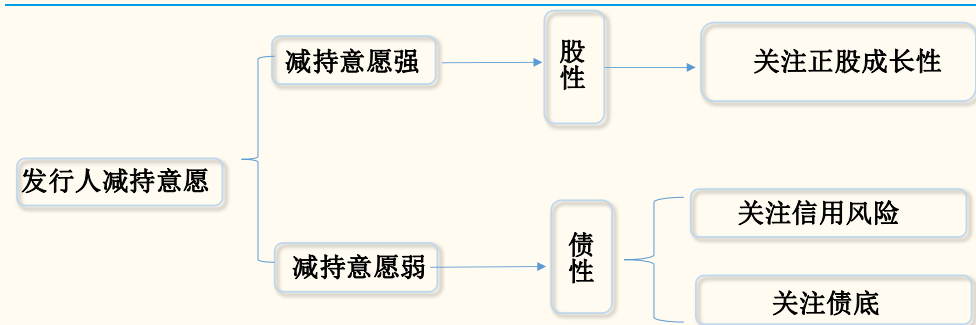 发行人减持意愿
减持意愿强
股
性
关注正股成长性
减持意愿弱
债
性
关注信用风险
关注债底